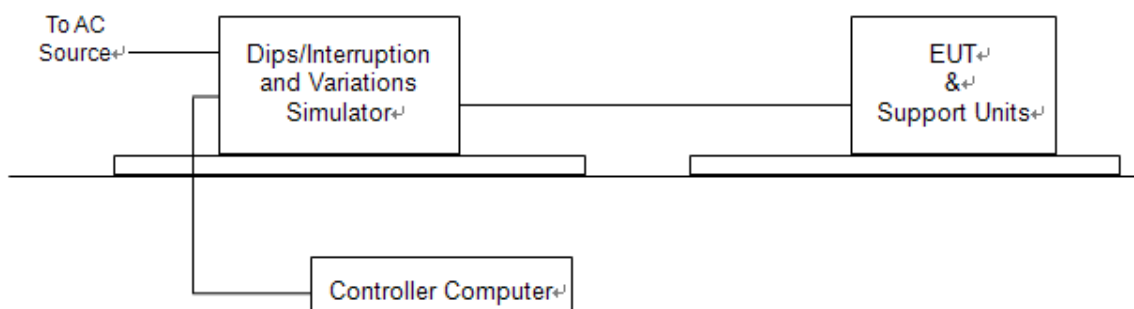 To AC
Source↵
Dips/Interruption
and Variations
Simulator↵
EUT↵
&↵
Support Units↵
Controller Computer↵